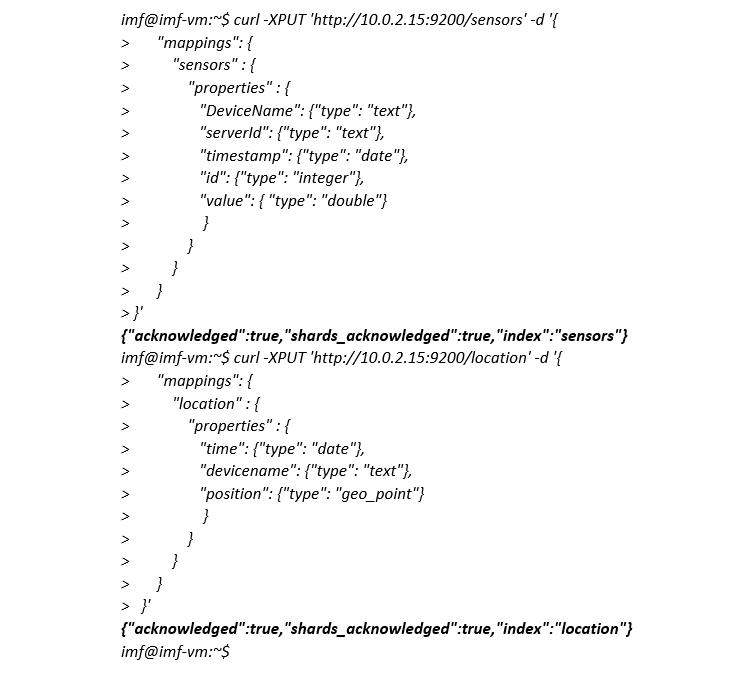 imf@imf-vm:~$ curl -XPUT 'http://10.0.2.15:9200/sensors' -d '{
> "mappings": {
> "sensors" : {
> "properties" : {
> "DeviceName": {"type": "text"},
> "serverId": {"type": "text"},
> "timestamp": {"type": "date"},
> "id": {"type": "integer"},
> "value": { "type": "double"}
> }
> }
> }
> }
> }'
{"acknowledged":true,"shards_acknowledged":true,"index":"sensors"}
imf@imf-vm:~$ curl -XPUT 'http://10.0.2.15:9200/location' -d '{
> "mappings": {
> "location" : {
> "properties" : {
> "time": {"type": "date"},
> "devicename": {"type": "text"},
> "position": {"type": "geo_point"}
> }
> }
> }
> }
> }'
{"acknowledged":true,"shards_acknowledged":true,"index":"location"}
imf@imf-vm:~$